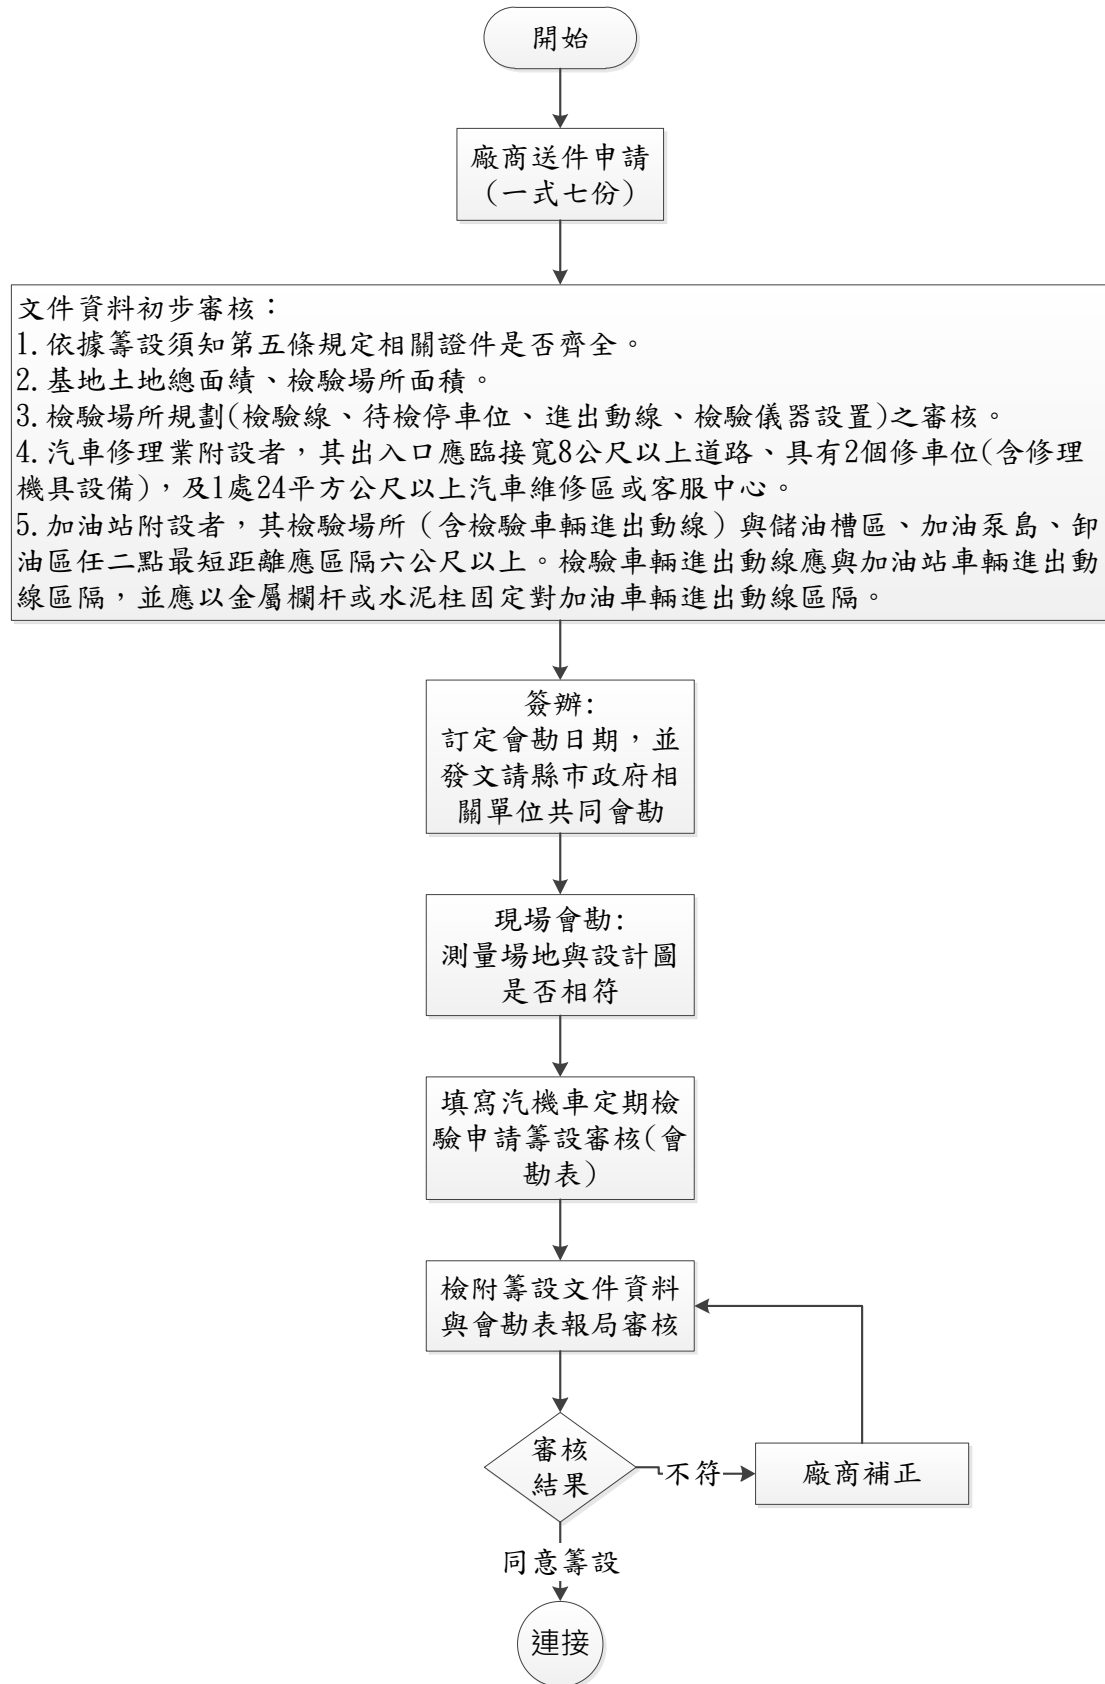 開始
廠商送件申請
(一式七份)
文件資料初步審核：
1.依據籌設須知第五條規定相關證件是否齊全。
2.基地土地總面績、檢驗場所面積。
3.檢驗場所規劃(檢驗線、待檢停車位、進出動線、檢驗儀器設置)之審核。
4.汽車修理業附設者，其出入口應臨接寬8公尺以上道路、具有2個修車位(含修理
機具設備)，及1處24平方公尺以上汽車維修區或客服中心。
5.加油站附設者，其檢驗場所（含檢驗車輛進出動線）與儲油槽區、加油泵島、卸
油區任二點最短距離應區隔六公尺以上。檢驗車輛進出動線應與加油站車輛進出動
線區隔，並應以金屬欄杆或水泥柱固定對加油車輛進出動線區隔。
簽辦:
訂定會勘日期，並
發文請縣市政府相
關單位共同會勘
現場會勘:
測量場地與設計圖
是否相符
填寫汽機車定期檢
驗申請籌設審核(會
勘表)
檢附籌設文件資料
與會勘表報局審核
審核
結果
不符
廠商補正
同意籌設
連接